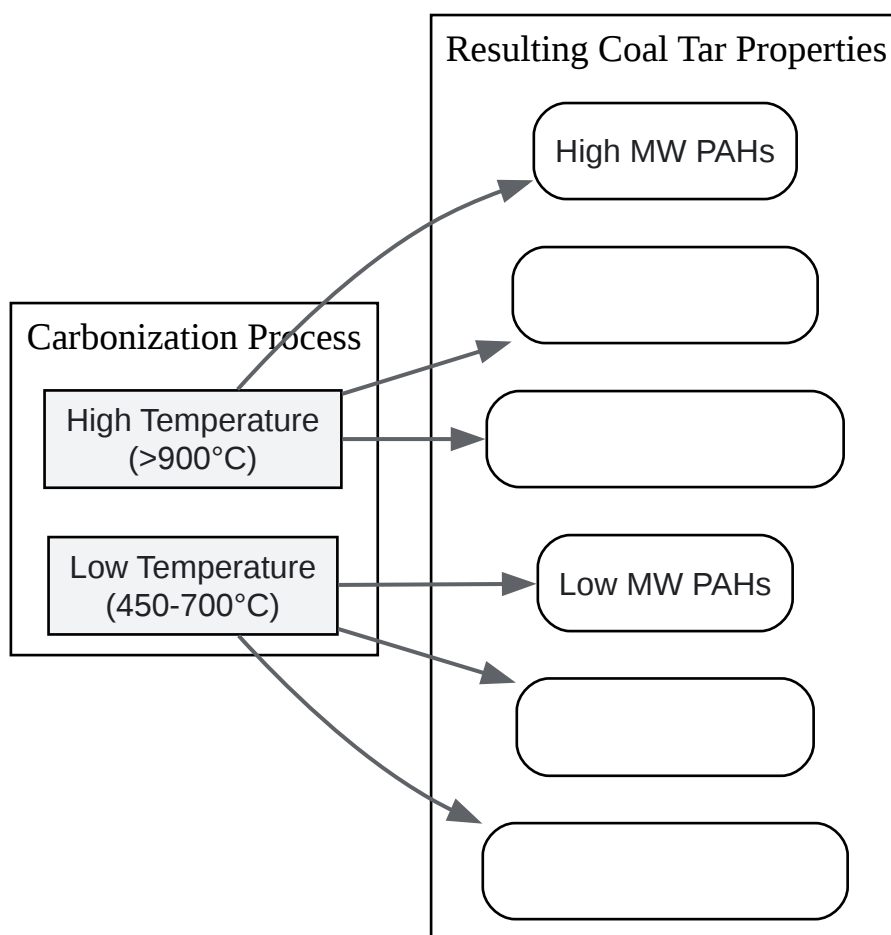 Resulting Coal Tar Properties
High MW PAHs
Carbonization Process
High Temperature
(>900°C)
Low Temperature
(450-700°C)
Low MW PAHs